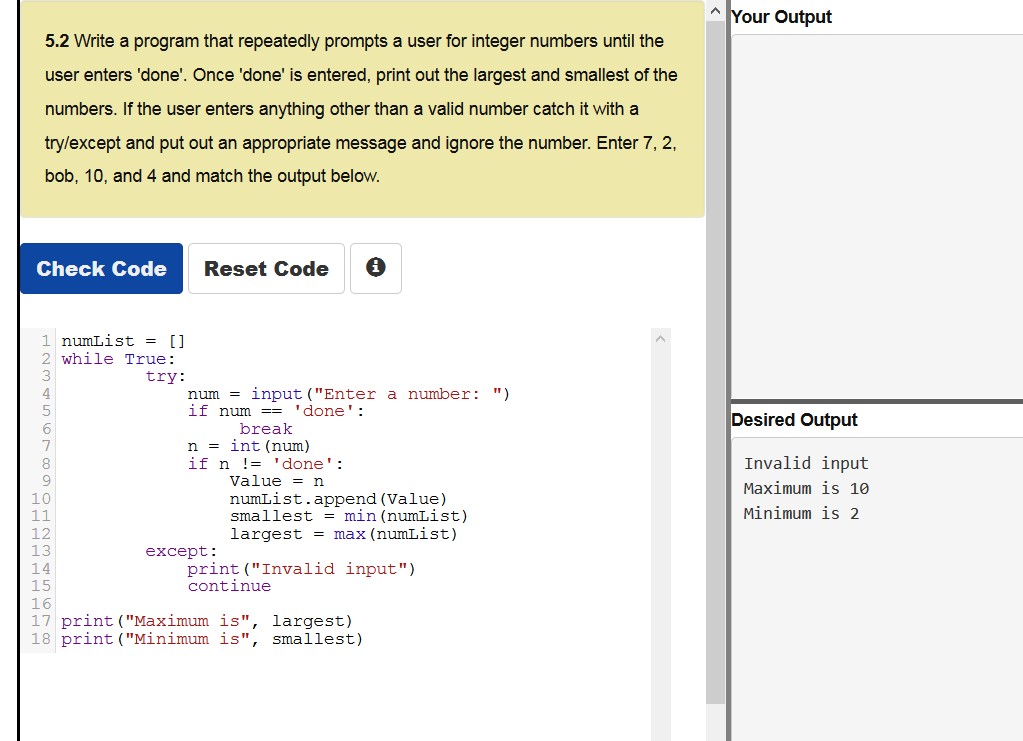 5.2 Write a program that repeatedly prompts a user for integer numbers until the
user enters 'done'. Once 'done' is entered, print out the largest and smallest of the
numbers. If the user enters anything other than a valid number catch it with a
try/except and put out an appropriate message and ignore the number. Enter 7, 2,
bob, 10, and 4 and match the output below.
Check Code
Reset Code
1 numList = []
2 while True:
3 try:
4 num = input("Enter a number: ")
5 if num == 'done':
6 break
7 n = int(num)
8 if n != 'done':
9 Value = n
10 numList.append(Value)
11 smallest = min(numList)
12 largest = max(numList)
13 except:
14 print("Invalid input")
15 continue
16
17 print("Maximum is", largest)
18 print("Minimum is", smallest)
Your Output
Desired Output
Invalid input
Maximum is 10
Minimum is 2